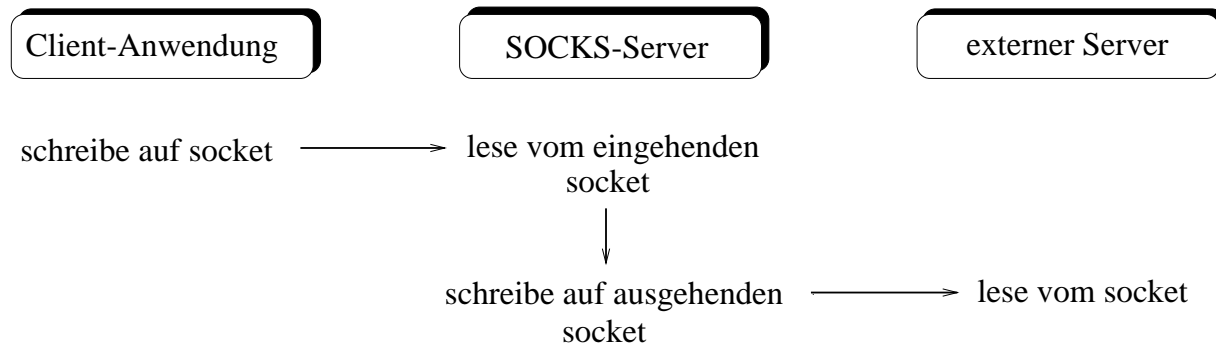 Client-Anwendung
SOCKS-Server
externer Server
schreibe auf socket
lese vom eingehenden
socket
schreibe auf ausgehenden
socket
lese vom socket